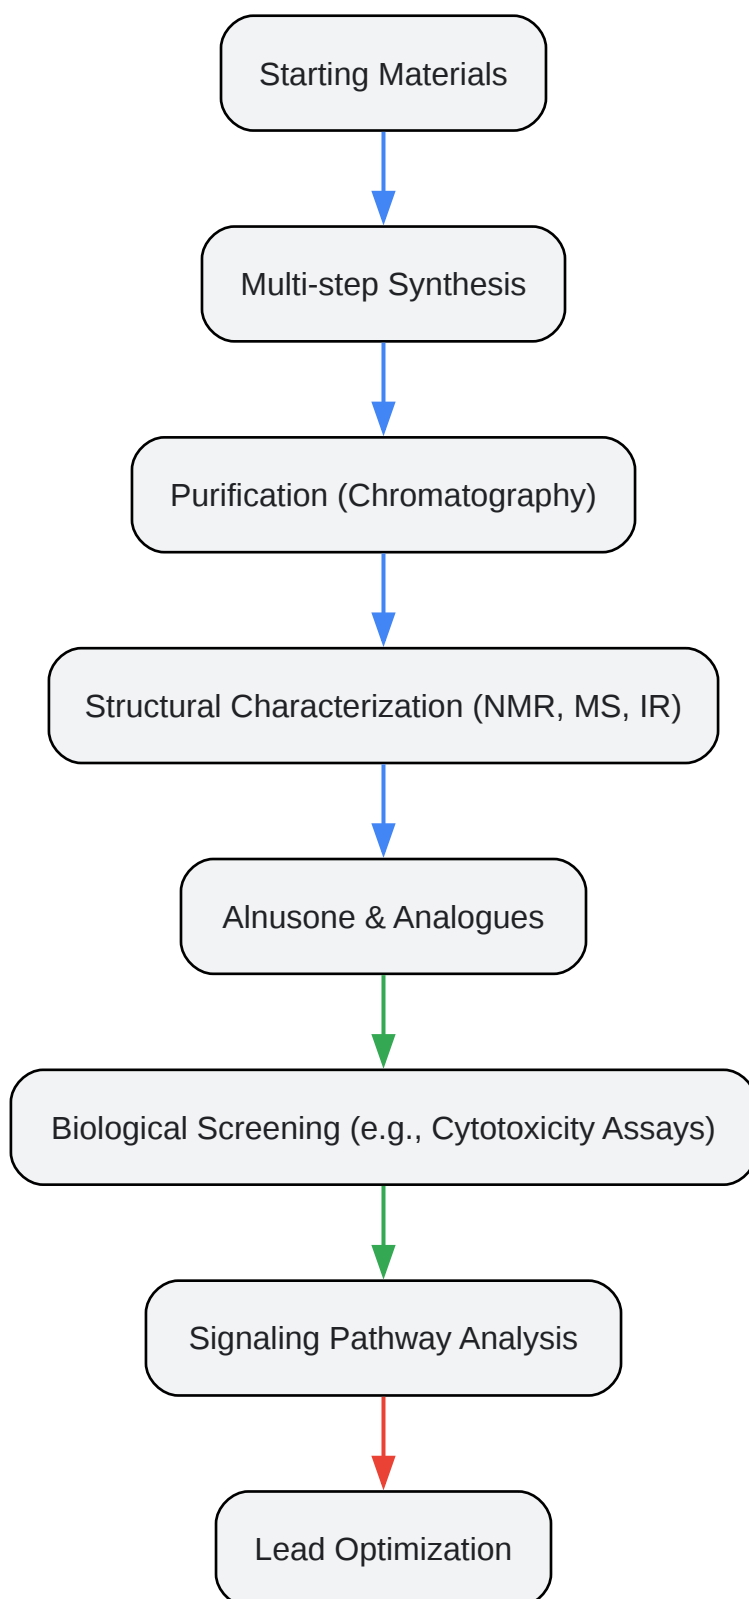 Starting Materials
Multi-step Synthesis
Purification (Chromatography)
Structural Characterization (NMR, MS, IR)
Alnusone & Analogues
Biological Screening (e.g., Cytotoxicity Assays)
Signaling Pathway Analysis
Lead Optimization